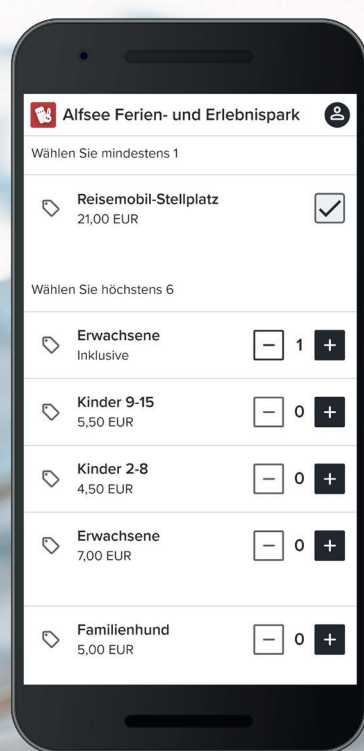 Alfsee Ferien- und Erlebnispark
Wählen Sie mindestens 1
Reisemobil-Stellplatz
21,00 EUR
Wählen Sie höchstens 6
Erwachsene
Inklusive
1
Kinder 9-15
5,50 EUR
0
Kinder 2-8
4,50 EUR
0
Erwachsene
7,00 EUR
0
Familienhund
5,00 EUR
0